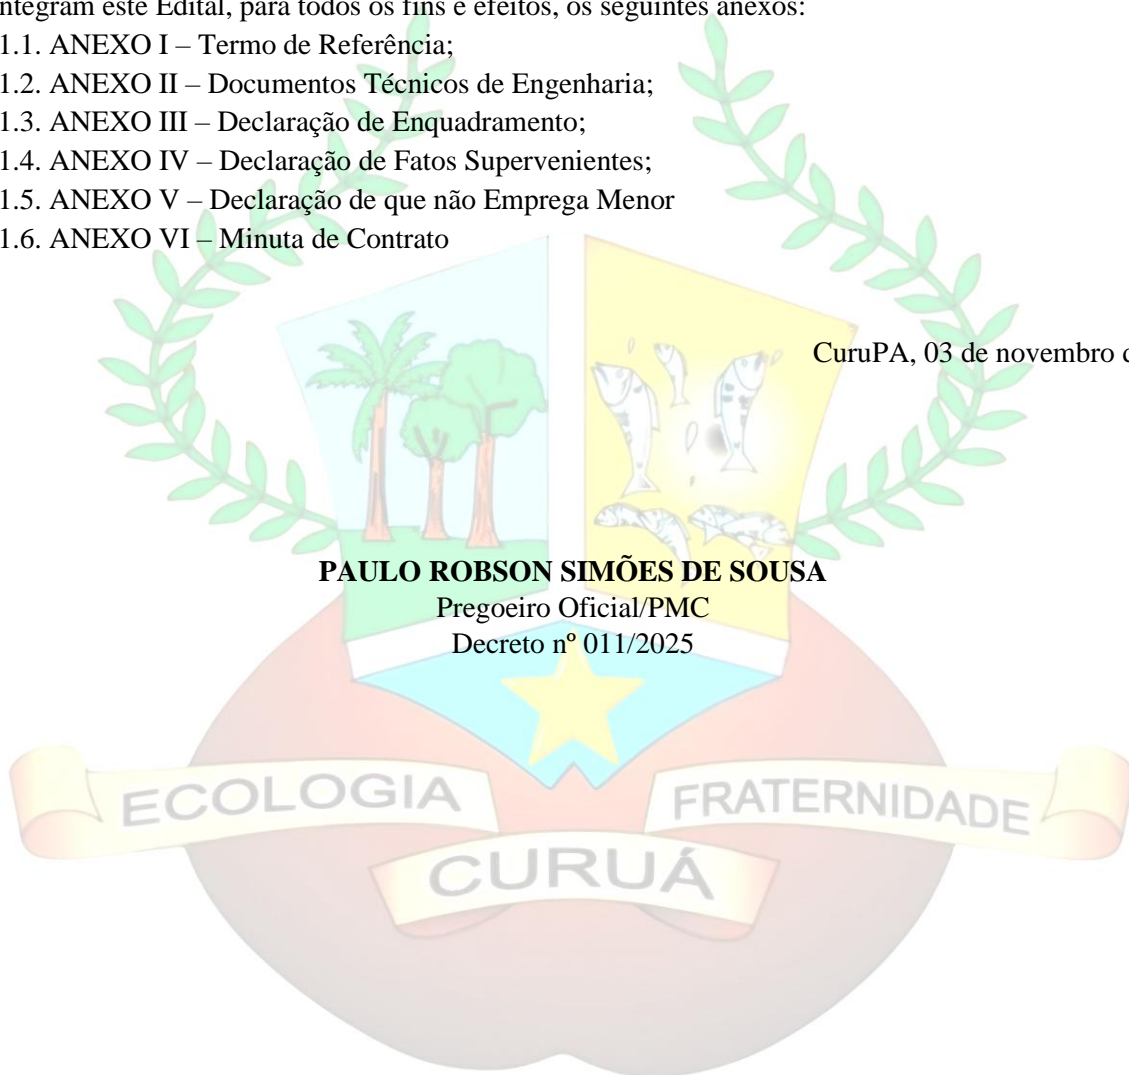 ntegram este Edital, para todos os fins e efeitos, os seguintes anexos:
1.1. ANEXO I – Termo de Referência;
1.2. ANEXO II – Documentos Técnicos de Engenharia;
1.3. ANEXO III – Declaração de Enquadramento;
1.4. ANEXO IV – Declaração de Fatos Supervenientes;
1.5. ANEXO V – Declaração de que não Emprega Menor
1.6. ANEXO VI – Minuta de Contrato
CuruPA, 03 de novembro
PAULO ROBSON SIMÕES DE SOUSA
Pregoeiro Oficial/PMC
Decreto nº 011/2025
ECOLOGIA
FRATERNIDADE
CURUÁ